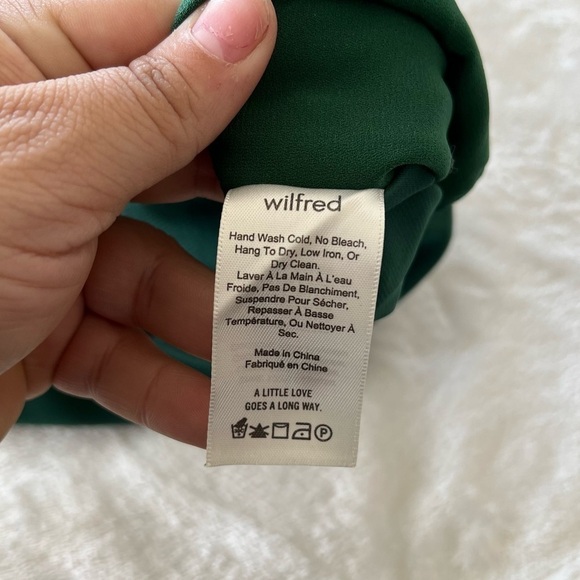 wilfred
Hand Wash Cold, No Bleach,
Hang To Dry, Low Iron, Or
Dry Clean.
Laver À La Main À L'eau
Froide, Pas De Blanchiment,
Suspendre Pour Sécher,
Repasser À Basse
Température, Ou Nettoyer À
Sec.
Made in China
Fabriqué en Chine
A LITTLE LOVE
GOES A LONG WAY.
P